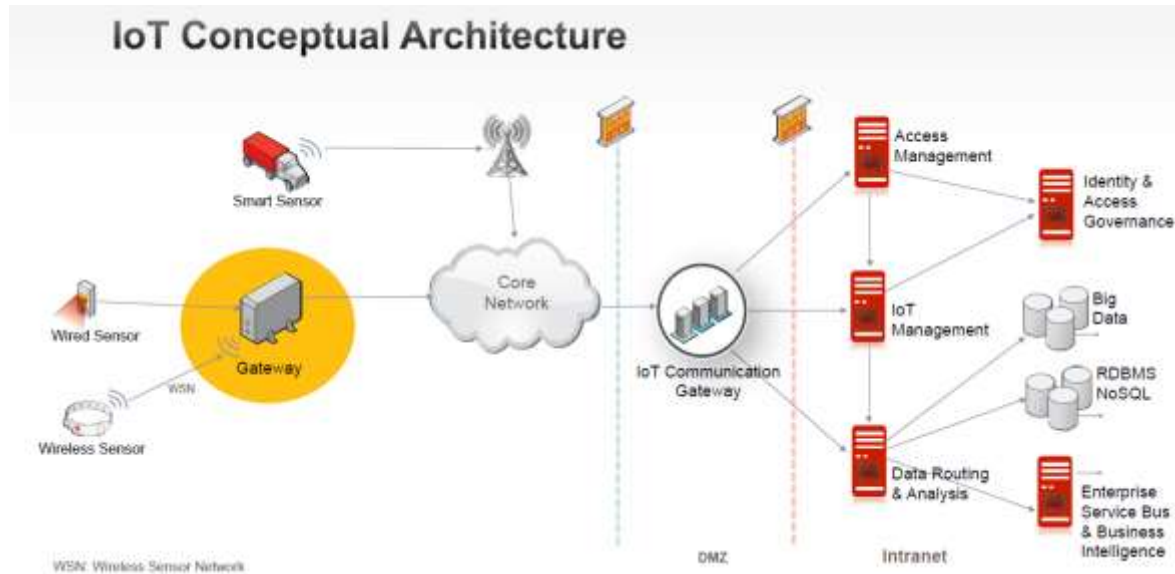 IoT Conceptual Architecture
Smart Sensor
Access
Management
Identity &
Access
Governance
Core
Network
Wired Sensor
Gateway
WSN
Wireless Sensor
IoT Communication
Gateway
IoT
Management
Big
Data
RDBMS
NoSQL
Data Routing
& Analysis
Enterprise
Service Bus
& Business
Intelligence
DMZ
Intranet
WSN: Wireless Sensor Network